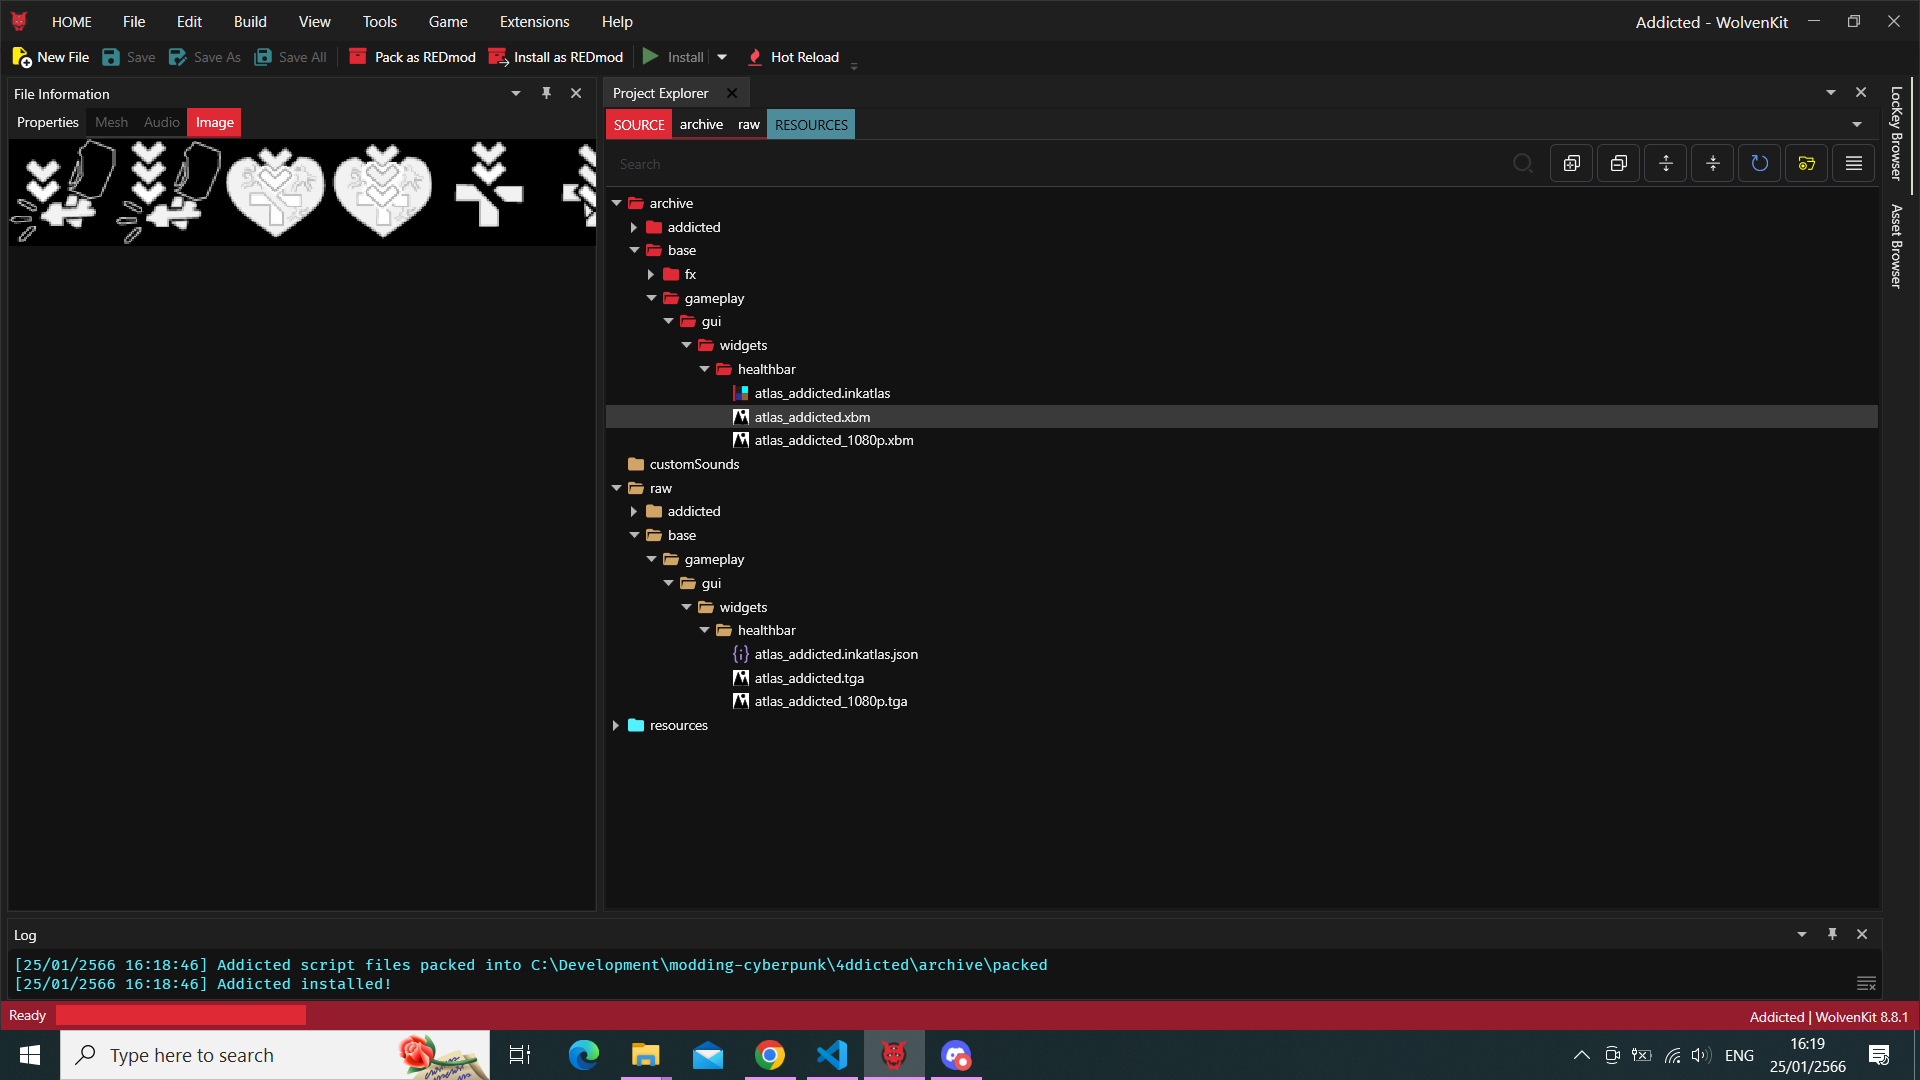 HOME File Edit Build View Tools Game Extensions Help Addicted - WolvenKit
New File Save Save As Save All Pack as REDmod Install as REDmod Install Hot Reload
File Information
Properties Mesh Audio Image
Project Explorer
SOURCE archive raw RESOURCES
Search
archive
addicted
base
fx
gameplay
gui
widgets
healthbar
atlas_addicted.inkatlas
atlas_addicted.xbm
atlas_addicted_1080p.xbm
customSounds
raw
addicted
base
gameplay
gui
widgets
healthbar
atlas_addicted.inkatlas.json
atlas_addicted.tga
atlas_addicted_1080p.tga
resources
LocKey Browser
Asset Browser
Log
[25/01/2566 16:18:46] Addicted script files packed into C:\Development\modding-cyberpunk\4ddicted\archive\packed
[25/01/2566 16:18:46] Addicted installed!
Ready Addicted | WolvenKit 8.8.1
Type here to search
ENG
16:19
25/01/2566